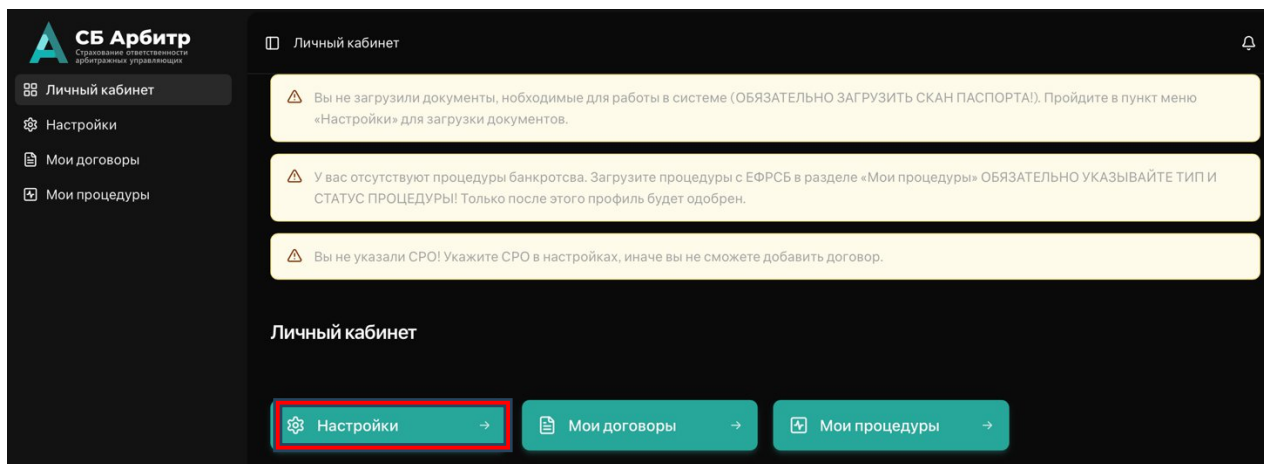 СБ Арбитр
Страхование ответственности
арбитражных управляющих
Личный кабинет
Настройки
Мои договоры
Мои процедуры
Личный кабинет
Вы не загрузили документы, нобходимые для работы в системе (ОБЯЗАТЕЛЬНО ЗАГРУЗИТЬ СКАН ПАСПОРТА!). Пройдите в пункт меню
«Настройки» для загрузки документов.
У вас отсутствуют процедуры банкротсва. Загрузите процедуры с ЕФРСБ в разделе «Мои процедуры» ОБЯЗАТЕЛЬНО УКАЗЫВАЙТЕ ТИП И
СТАТУС ПРОЦЕДУРЫ! Только после этого профиль будет одобрен.
Вы не указали СРО! Укажите СРО в настройках, иначе вы не сможете добавить договор.
Личный кабинет
Настройки →
Мои договоры →
Мои процедуры →